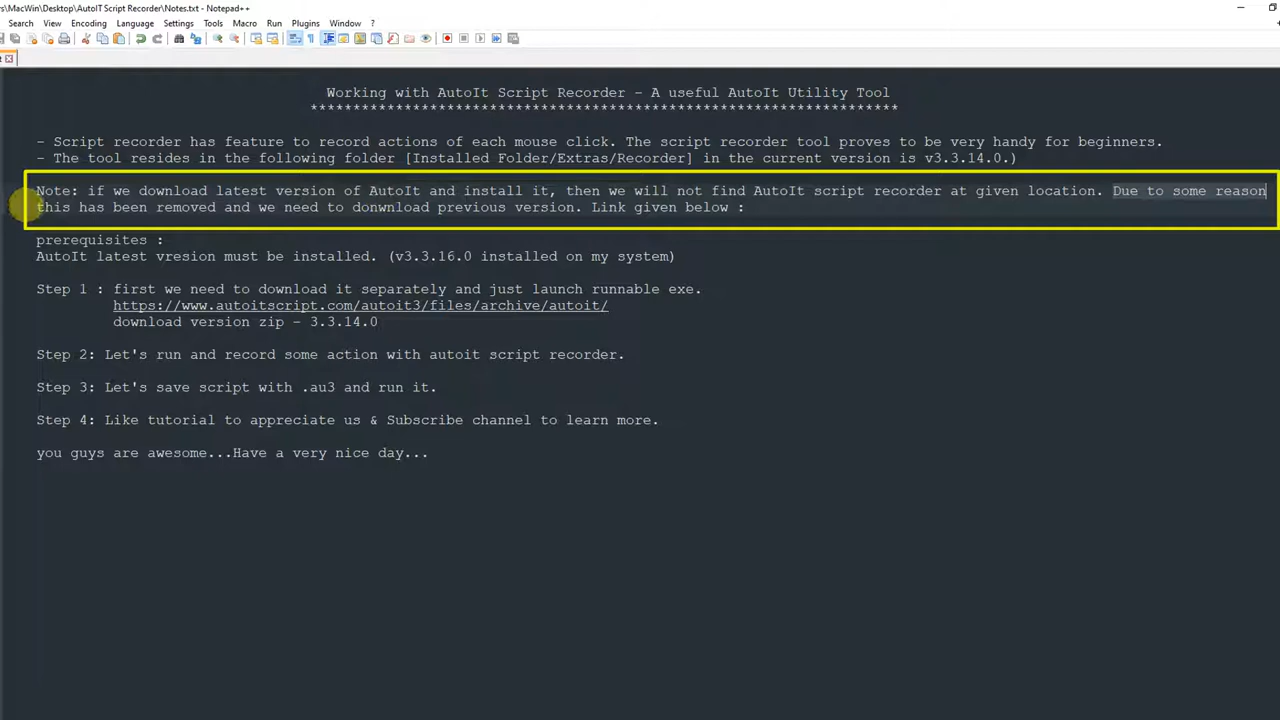 s\MacWin\Desktop\AutoIT Script Recorder\Notes.txt - Notepad++
Search View Encoding Language Settings Tools Macro Run Plugins Window ?
Working with AutoIt Script Recorder - A useful AutoIt Utility Tool
********************************************************************
- Script recorder has feature to record actions of each mouse click. The script recorder tool proves to be very handy for beginners.
- The tool resides in the following folder [Installed Folder/Extras/Recorder] in the current version is v3.3.14.0.)
Note: if we download latest version of AutoIt and install it, then we will not find AutoIt script recorder at given location. Due to some reason
this has been removed and we need to download previous version. Link given below :
prerequisites :
AutoIt latest vresion must be installed. (v3.3.16.0 installed on my system)
Step 1 : first we need to download it separately and just launch runnable exe.
https://www.autoitscript.com/autoit3/files/archive/autoit/
download version zip - 3.3.14.0
Step 2: Let's run and record some action with autoit script recorder.
Step 3: Let's save script with .au3 and run it.
Step 4: Like tutorial to appreciate us & Subscribe channel to learn more.
you guys are awesome...Have a very nice day...